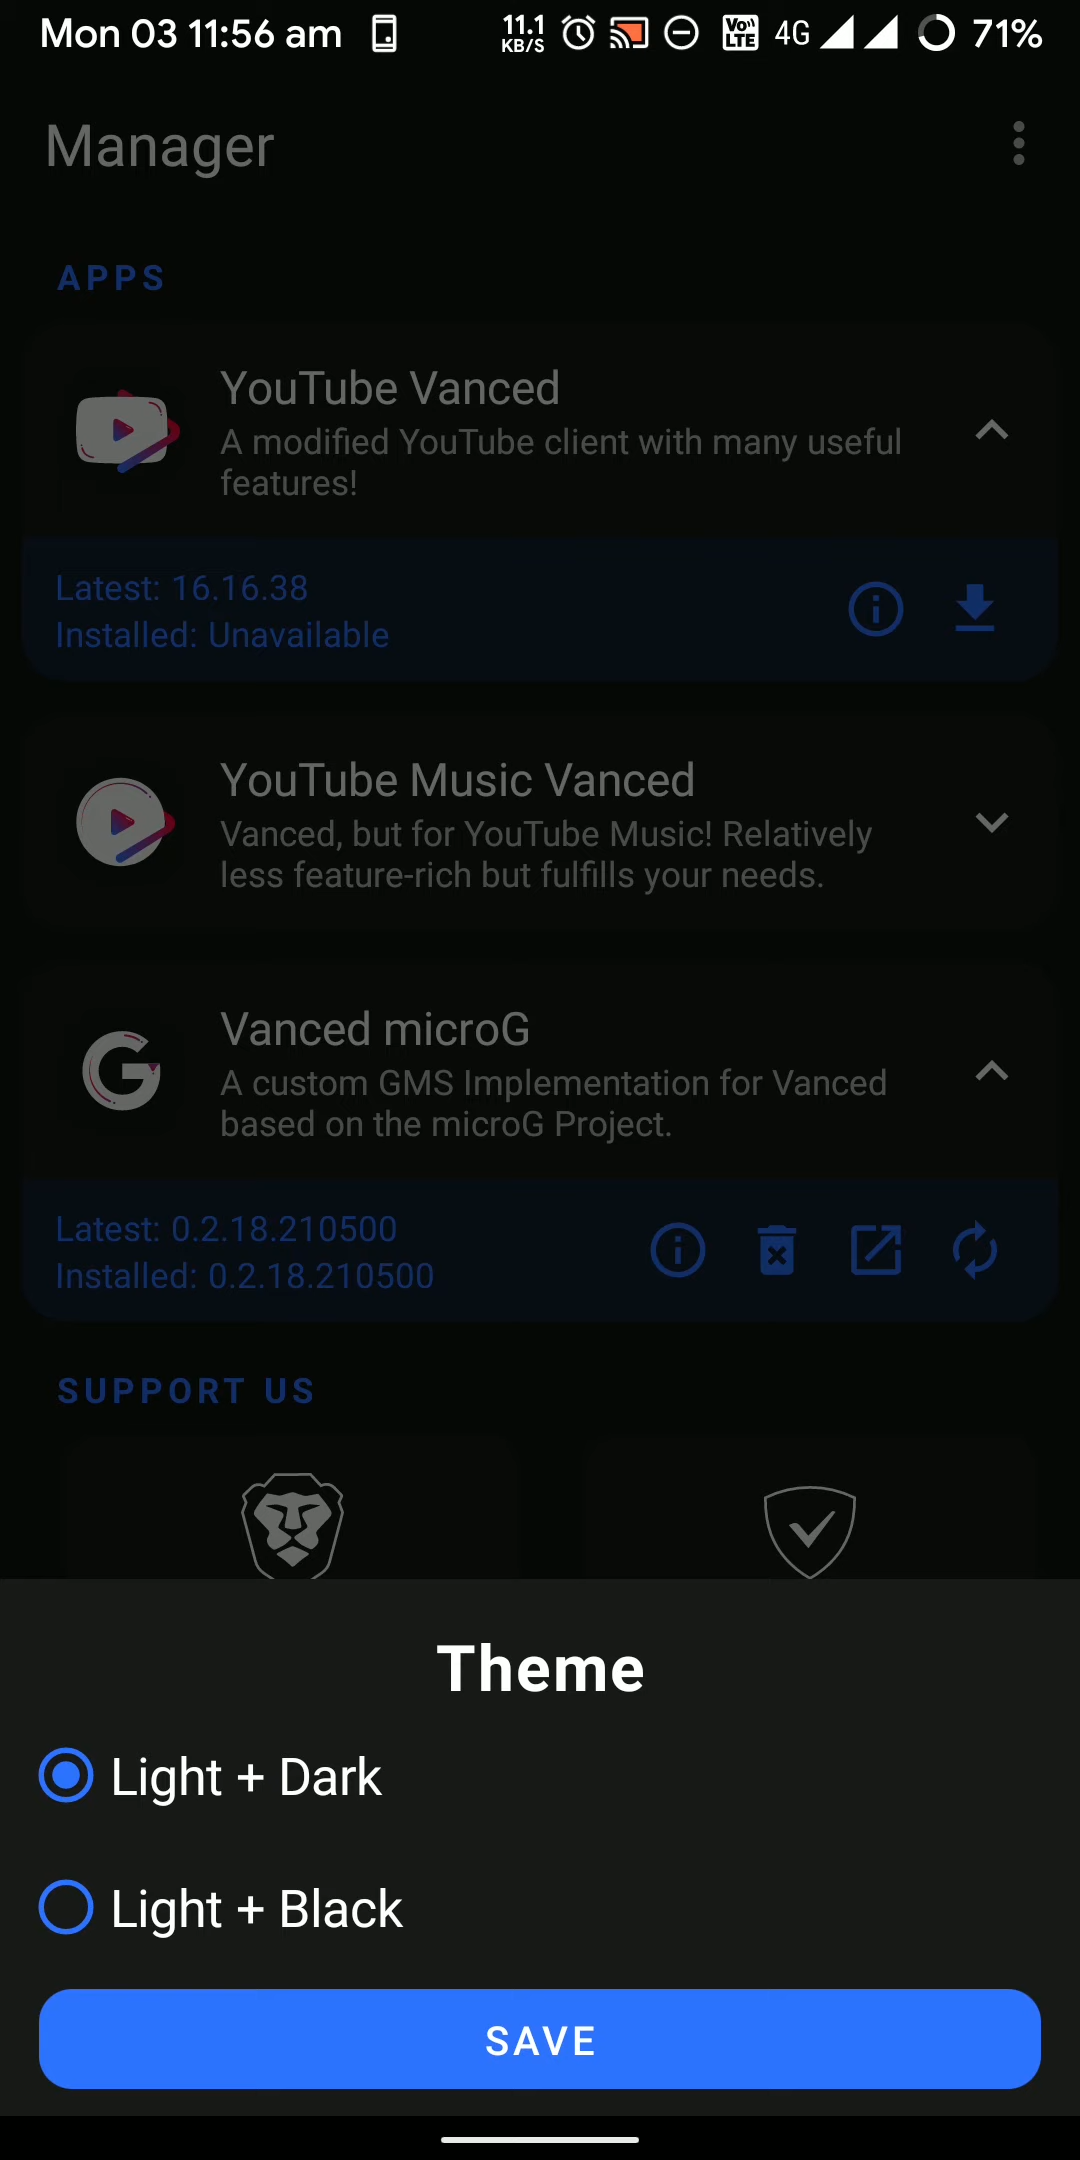 Mon 03 11:56 am 11.1 KB/S Vo)) LTE 4G 71%
Manager
APPS
YouTube Vanced
A modified YouTube client with many useful
features!
Latest: 16.16.38
Installed: Unavailable
YouTube Music Vanced
Vanced, but for YouTube Music! Relatively
less feature-rich but fulfills your needs.
Vanced microG
A custom GMS Implementation for Vanced
based on the microG Project.
Latest: 0.2.18.210500
Installed: 0.2.18.210500
SUPPORT US
Theme
Light + Dark
Light + Black
SAVE